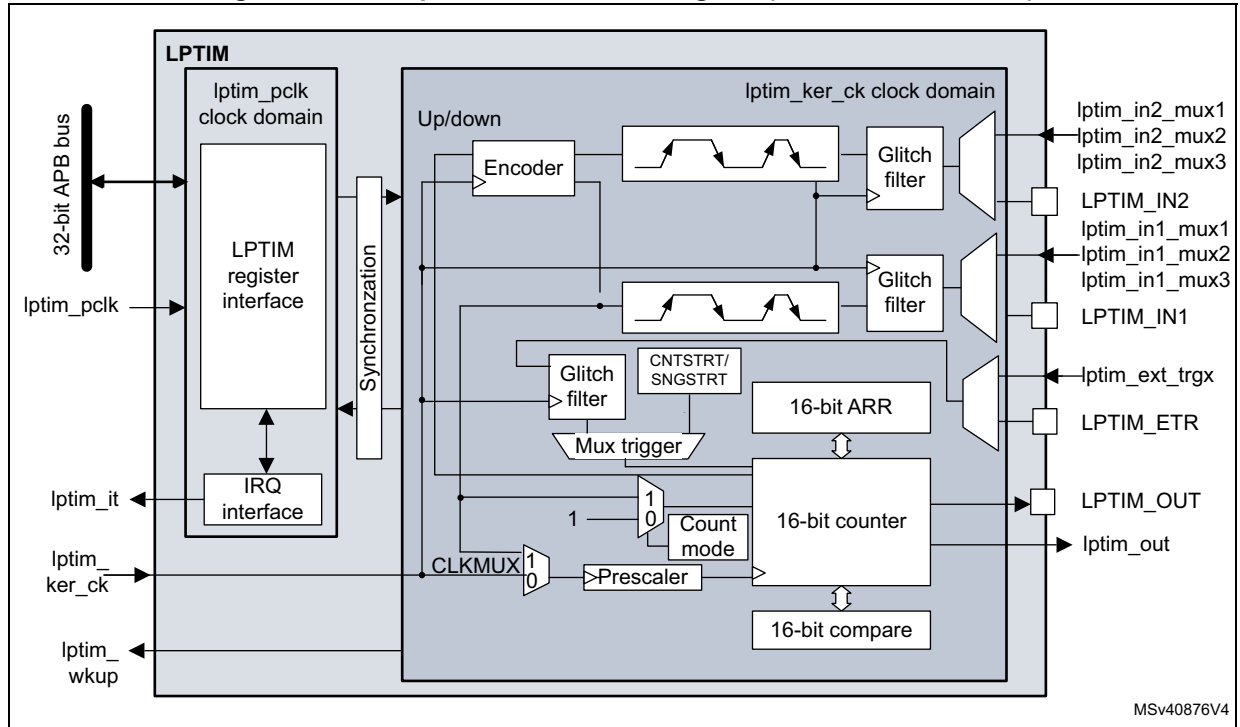 LPTIM
lptim_pclk
clock domain
lptim_ker_ck clock domain
Up/down
32-bit APB bus
LPTIM
register
interface
Synchronzation
Encoder
Glitch
filter
lptim_in2_mux1
lptim_in2_mux2
lptim_in2_mux3
LPTIM_IN2
lptim_in1_mux1
lptim_in1_mux2
lptim_in1_mux3
Glitch
filter
LPTIM_IN1
lptim_pclk
Glitch
filter
CNTSTRT/
SNGSTRT
Mux trigger
16-bit ARR
lptim_ext_trgx
LPTIM_ETR
IRQ
interface
lptim_it
1
1
0
Count
mode
16-bit counter
LPTIM_OUT
lptim_out
lptim_
ker_ck
CLKMUX
1
0
Prescaler
16-bit compare
lptim_
wkup
MSv40876V4